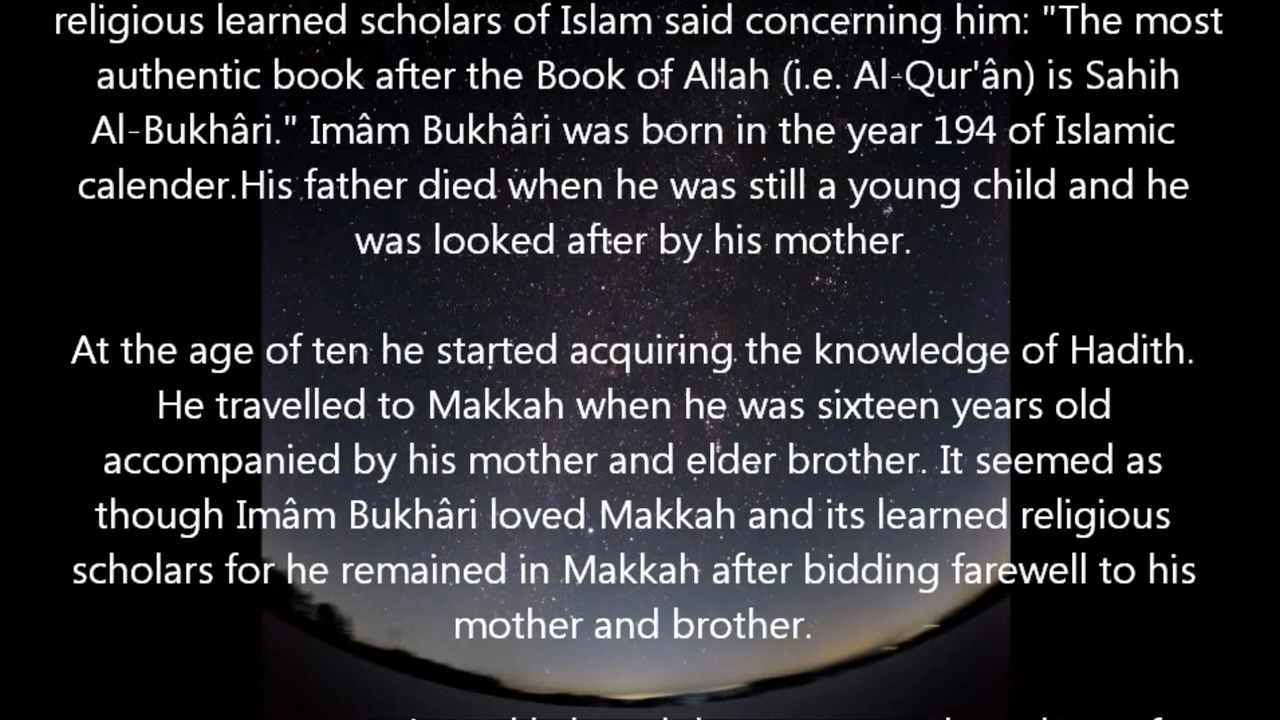 religious learned scholars of Islam said concerning him: "The most
authentic book after the Book of Allah (i.e. Al-Qur'ân) is Sahih
Al-Bukhâri." Imâm Bukhâri was born in the year 194 of Islamic
calender.His father died when he was still a young child and he
was looked after by his mother.
At the age of ten he started acquiring the knowledge of Hadith.
He travelled to Makkah when he was sixteen years old
accompanied by his mother and elder brother. It seemed as
though Imâm Bukhâri loved Makkah and its learned religious
scholars for he remained in Makkah after bidding farewell to his
mother and brother.